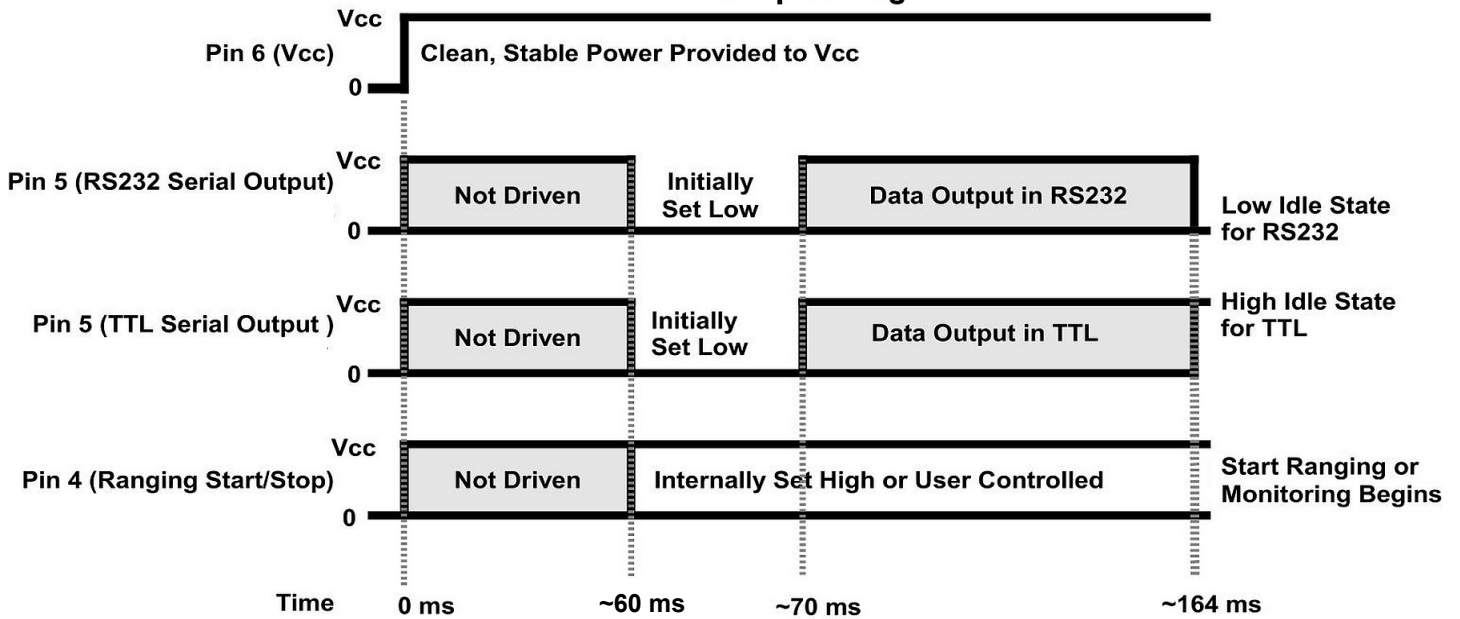 Vcc
Pin 6 (Vcc)
Clean, Stable Power Provided to Vcc
0
Vcc
Pin 5 (RS232 Serial Output)
Not Driven
Initially
Set Low
Data Output in RS232
0
Low Idle State
for RS232
Vcc
Pin 5 (TTL Serial Output )
Not Driven
Initially
Set Low
Data Output in TTL
0
High Idle State
for TTL
Vcc
Pin 4 (Ranging Start/Stop)
Not Driven
Internally Set High or User Controlled
0
Start Ranging or
Monitoring Begins
Time
0 ms
~60 ms
~70 ms
~164 ms